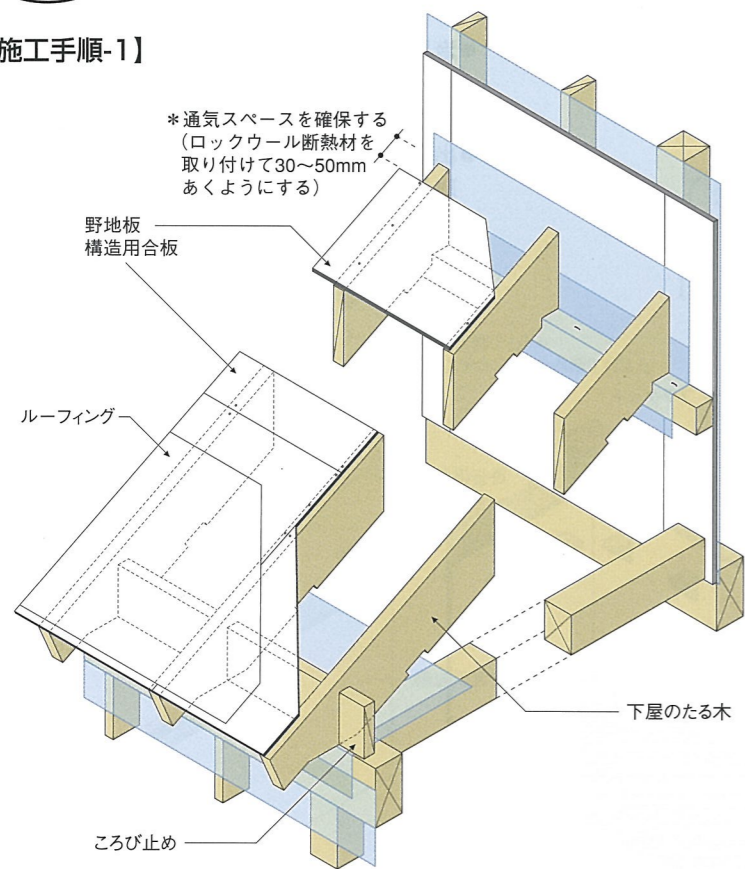 施工手順-1】
＊通気スペースを確保する
（ロックウール断熱材を
取り付けて30〜50mm
あくようにする）
野地板
構造用合板
ルーフィング
下屋のたる木
ころび止め